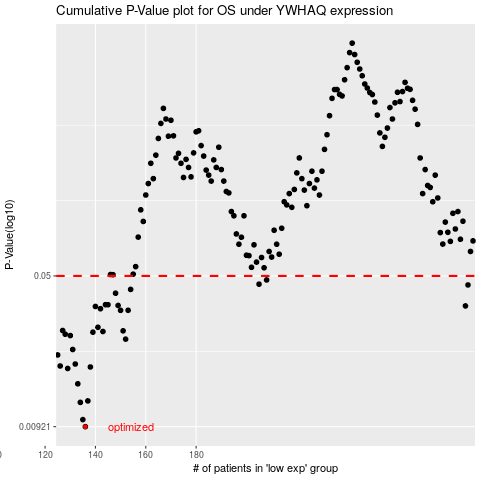 Cumulative P-Value plot for OS under YWHAQ expression
P-Value(log10)
0.05
0.00921
optimized
0 120 140 160 180
# of patients in 'low exp' group